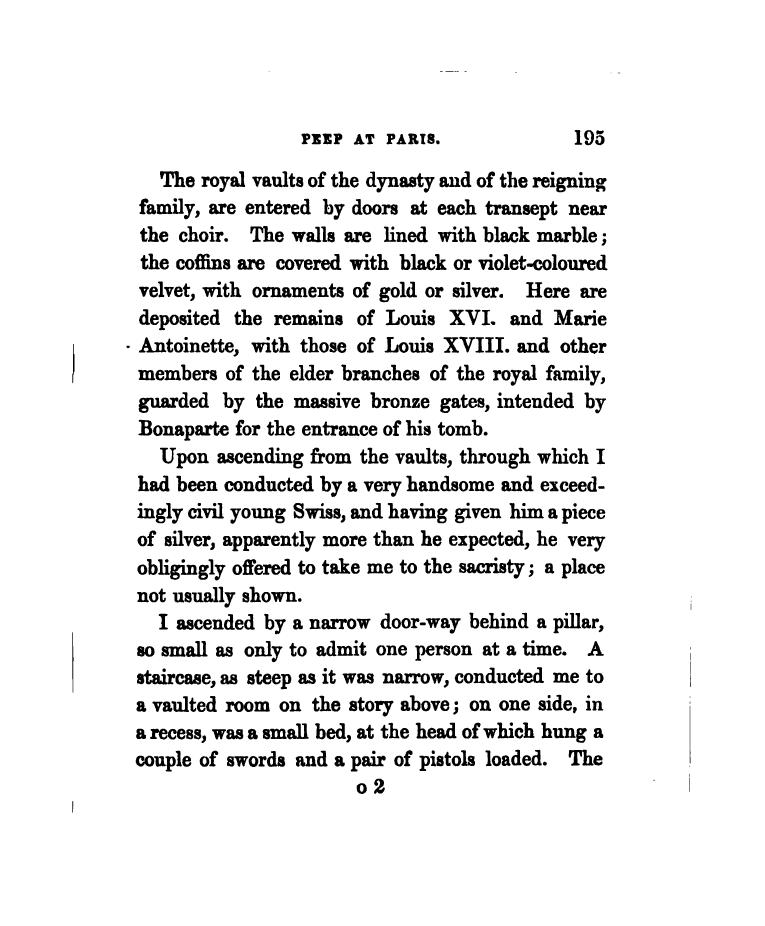 PEEP AT PARIS. 195
The royal vaults of the dynasty and of the reigning
family, are entered by doors at each transept near
the choir. The walls are lined with black marble;
the coffins are covered with black or violet-coloured
velvet, with ornaments of gold or silver. Here are
deposited the remains of Louis XVI. and Marie
Antoinette, with those of Louis XVIII. and other
members of the elder branches of the royal family,
guarded by the massive bronze gates, intended by
Bonaparte for the entrance of his tomb.
Upon ascending from the vaults, through which I
had been conducted by a very handsome and exceed-
ingly civil young Swiss, and having given him a piece
of silver, apparently more than he expected, he very
obligingly offered to take me to the sacristy; a place
not usually shown.
I ascended by a narrow door-way behind a pillar,
so small as only to admit one person at a time. A
staircase, as steep as it was narrow, conducted me to
a vaulted room on the story above; on one side, in
a recess, was a small bed, at the head of which hung a
couple of swords and a pair of pistols loaded. The
o 2